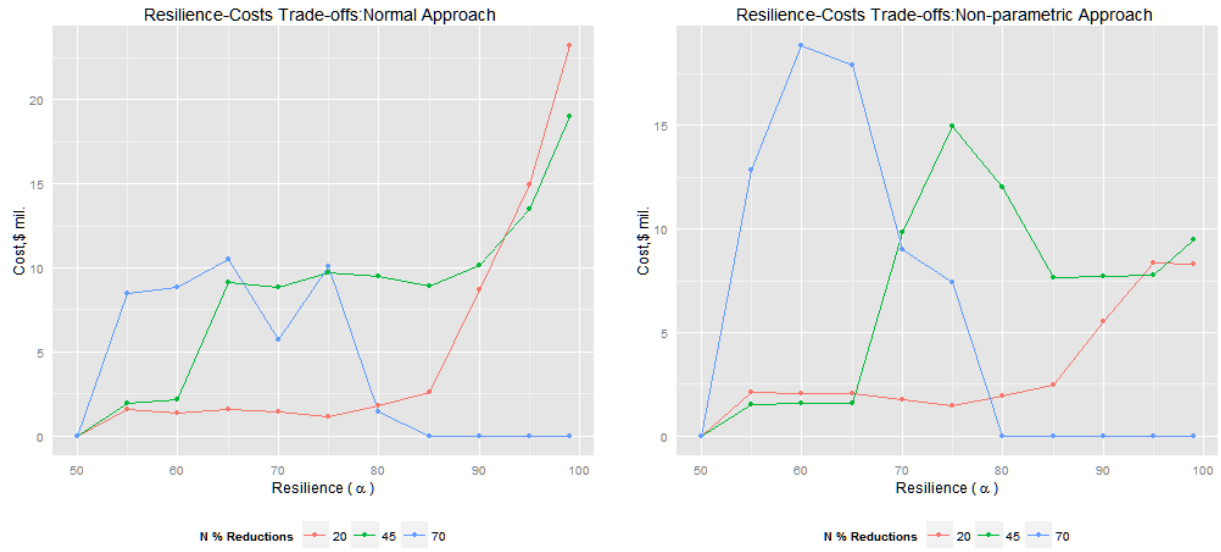 Resilience-Costs Trade-offs:Normal Approach
20
15
10
5
0
Cost,$ mil.
50 60 70 80 90 100
Resilience ( α )
N % Reductions 20 45 70
Resilience-Costs Trade-offs:Non-parametric Approach
15
10
5
0
Cost,$ mil.
50 60 70 80 90 100
Resilience ( α )
N % Reductions 20 45 70